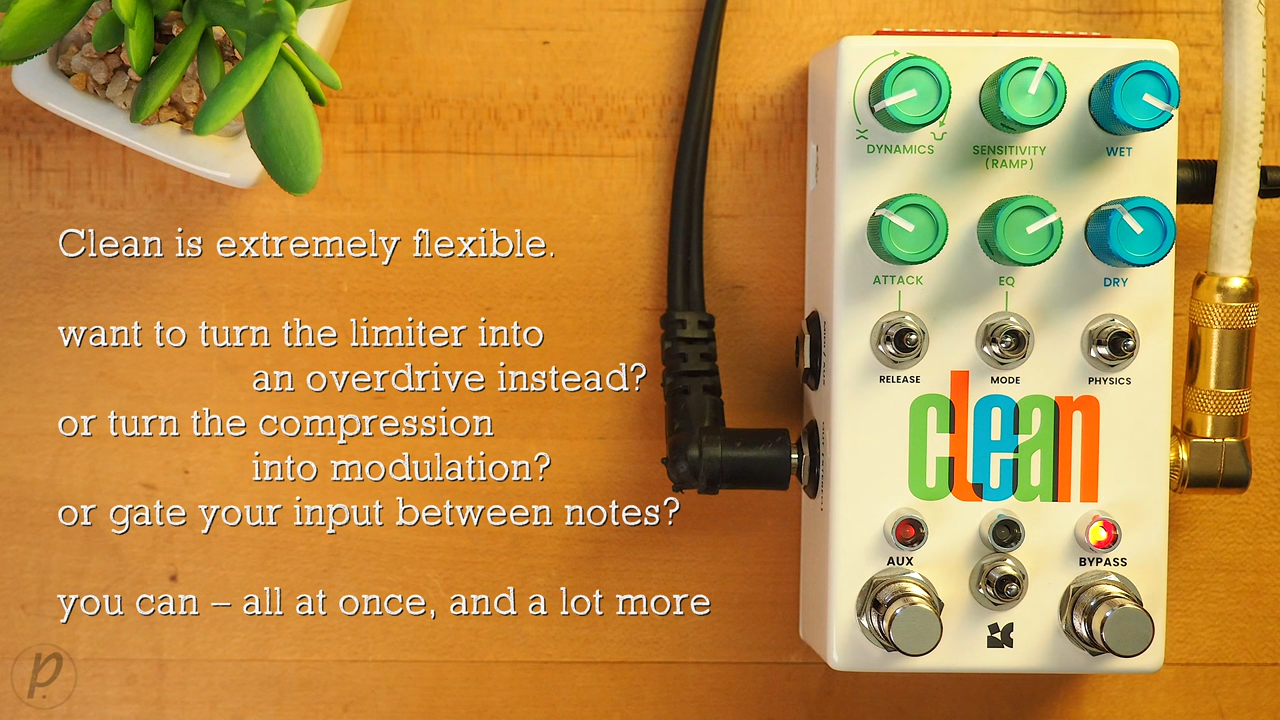 Clean is extremely flexible.
want to turn the limiter into
an overdrive instead?
or turn the compression
into modulation?
or gate your input between notes?
you can – all at once, and a lot more
DYNAMICS
SENSITIVITY
(RAMP)
WET
ATTACK
EQ
DRY
RELEASE
MODE
PHYSICS
clean
AUX
BYPASS
p